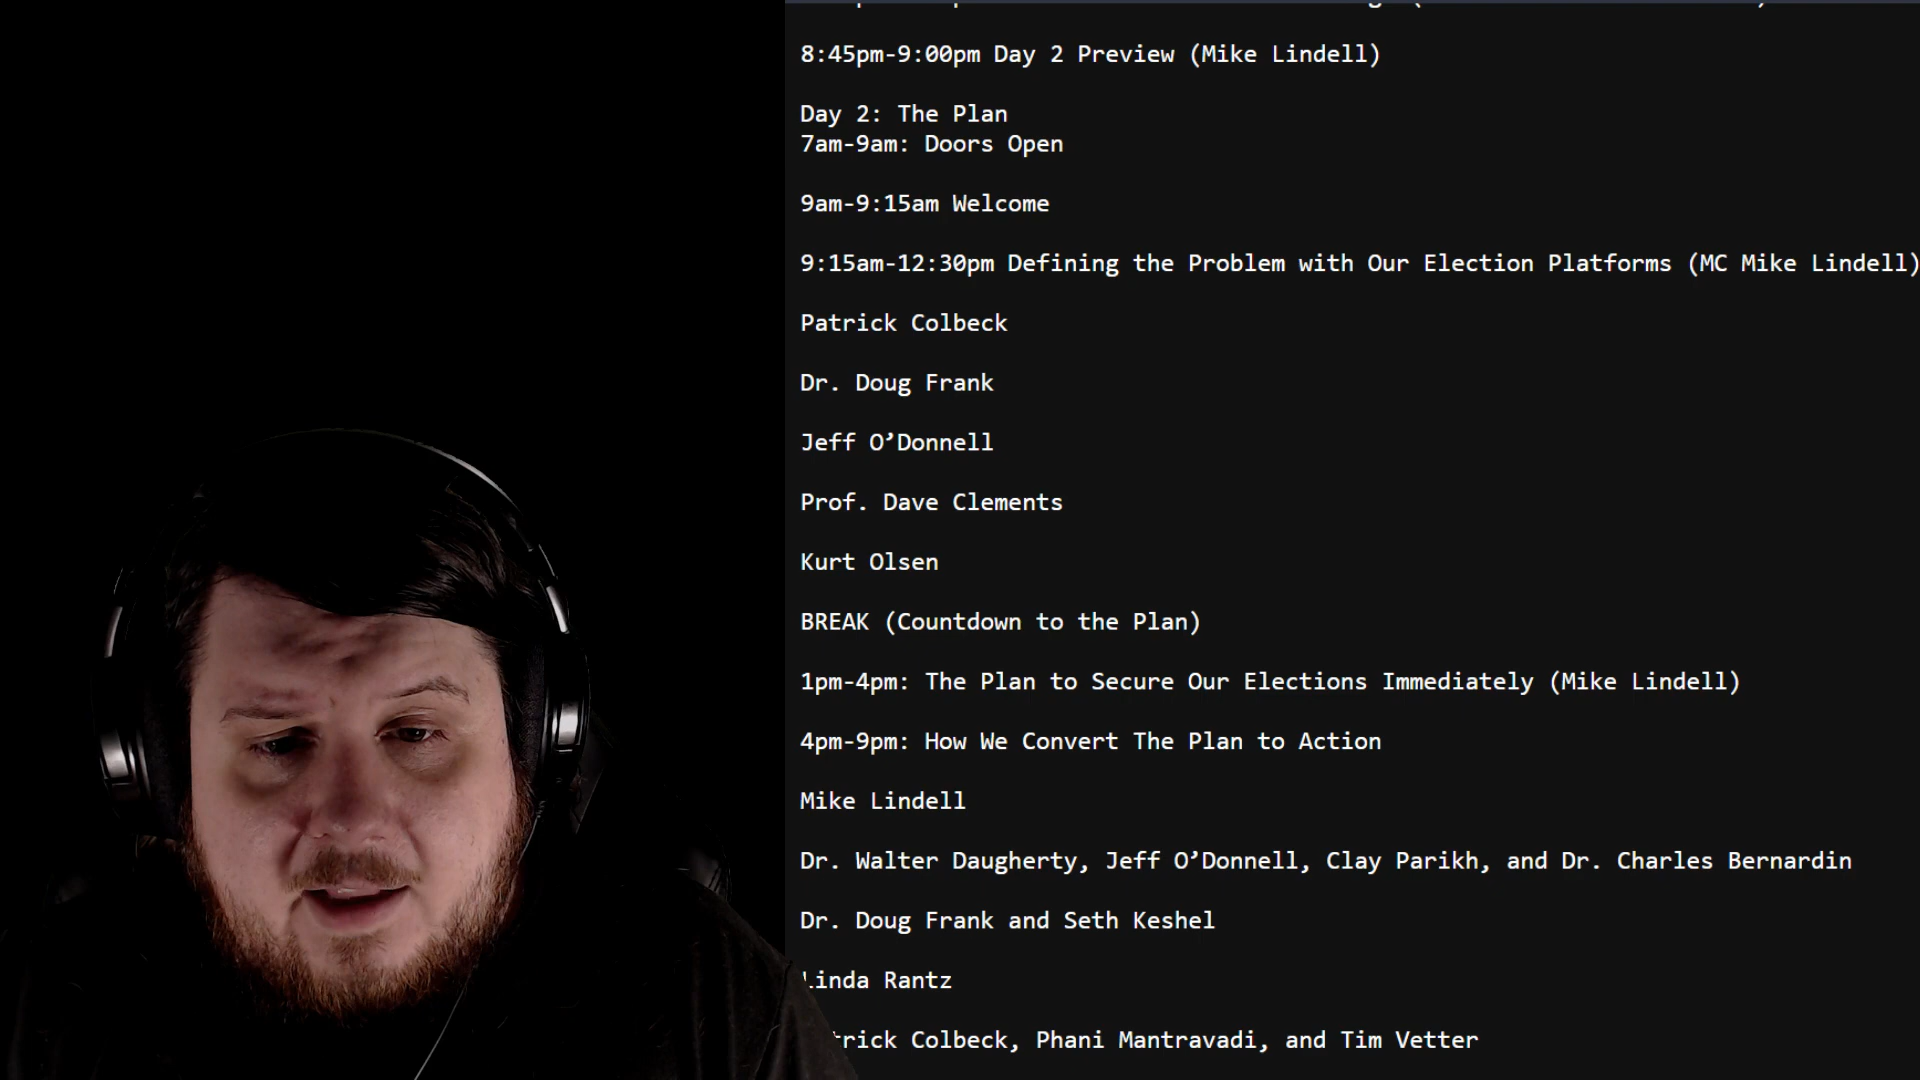 8:45pm-9:00pm Day 2 Preview (Mike Lindell)
Day 2: The Plan
7am-9am: Doors Open
9am-9:15am Welcome
9:15am-12:30pm Defining the Problem with Our Election Platforms (MC Mike Lindell)
Patrick Colbeck
Dr. Doug Frank
Jeff O’Donnell
Prof. Dave Clements
Kurt Olsen
BREAK (Countdown to the Plan)
1pm-4pm: The Plan to Secure Our Elections Immediately (Mike Lindell)
4pm-9pm: How We Convert The Plan to Action
Mike Lindell
Dr. Walter Daugherty, Jeff O’Donnell, Clay Parikh, and Dr. Charles Bernardin
Dr. Doug Frank and Seth Keshel
Linda Rantz
trick Colbeck, Phani Mantravadi, and Tim Vetter